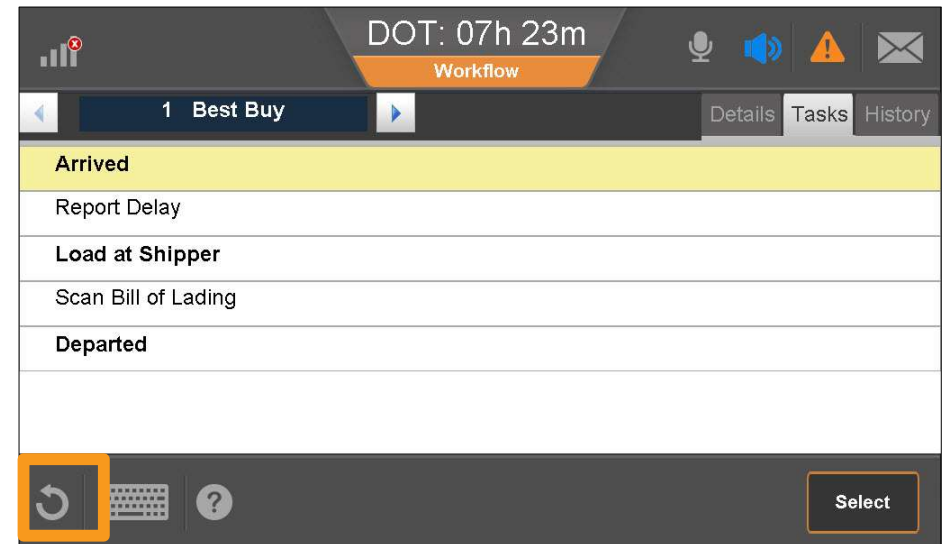 DOT: 07h 23m
Workflow
1 Best Buy
Details Tasks History
Arrived
Report Delay
Load at Shipper
Scan Bill of Lading
Departed
?
Select